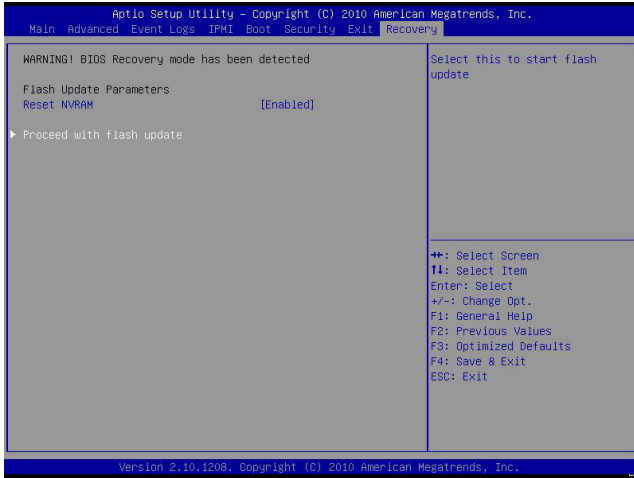 Aptio Setup Utility – Copyright (C) 2010 American Megatrends, Inc.
Main Advanced Event Logs IPMI Boot Security Exit Recovery
WARNING! BIOS Recovery mode has been detected
Flash Update Parameters
Reset NVRAM [Enabled]
Proceed with flash update
Select this to start flash
update
→←: Select Screen
↑↓: Select Item
Enter: Select
+/-: Change Opt.
F1: General Help
F2: Previous Values
F3: Optimized Defaults
F4: Save & Exit
ESC: Exit
Version 2.10.1208. Copyright (C) 2010 American Megatrends, Inc.